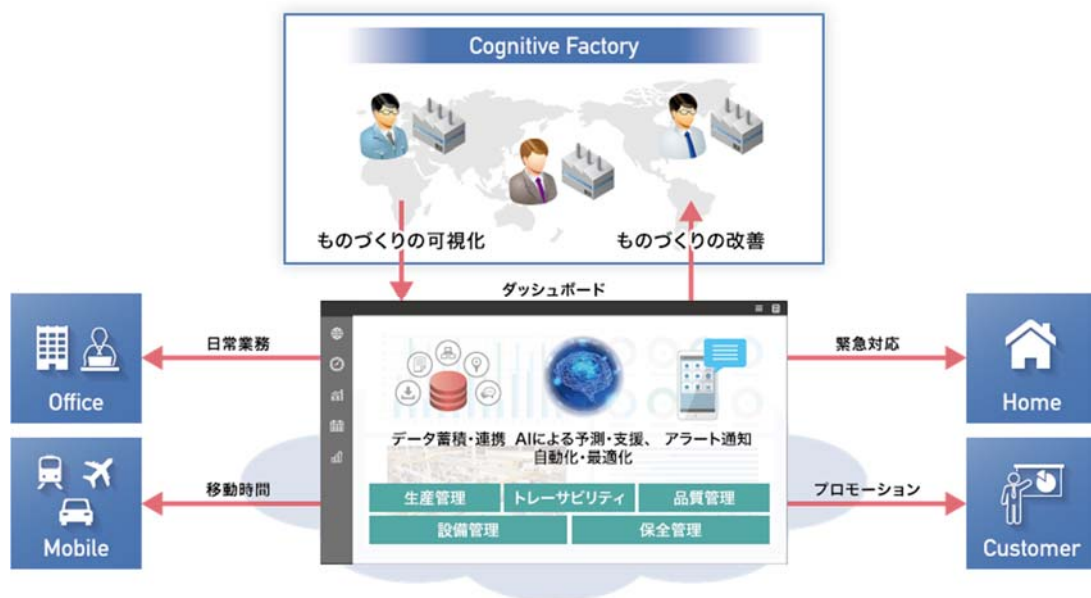 Cognitive Factory
ものづくりの可視化
ものづくりの改善
ダッシュボード
日常業務
緊急対応
Office
Home
データ蓄積・連携
AIによる予測・支援、
自動化・最適化
アラート通知
移動時間
プロモーション
生産管理
トレーサビリティ
品質管理
設備管理
保全管理
Mobile
Customer